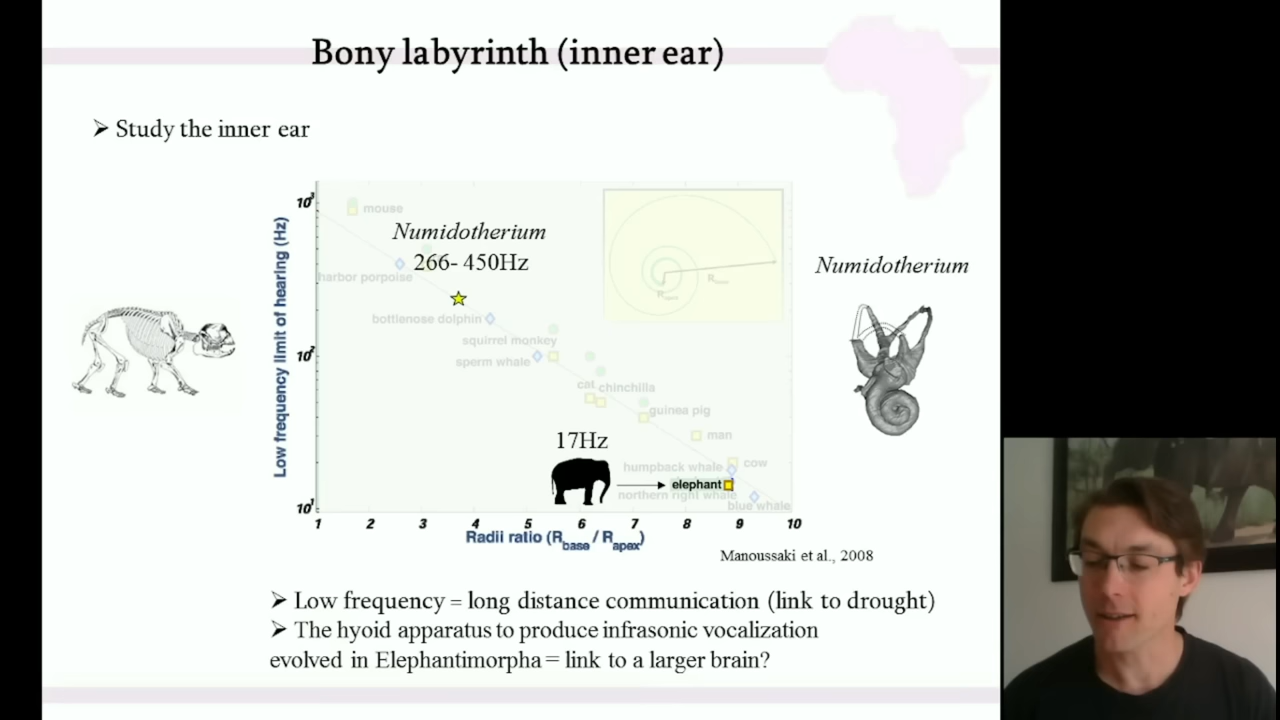 Bony labyrinth (inner ear)
➢ Study the inner ear
Low frequency limit of hearing (Hz)
10³
10²
10¹
mouse
Numidotherium
266- 450Hz
harbor porpoise
bottlenose dolphin
squirrel monkey
sperm whale
cat chinchilla
guinea pig
man
17Hz
humpback whale
cow
elephant
northern right whale
blue whale
1 2 3 4 5 6 7 8 9 10
Radii ratio (Rbase / Rapex)
Manoussaki et al., 2008
Numidotherium
➢ Low frequency = long distance communication (link to drought)
➢ The hyoid apparatus to produce infrasonic vocalization
evolved in Elephantimorpha = link to a larger brain?